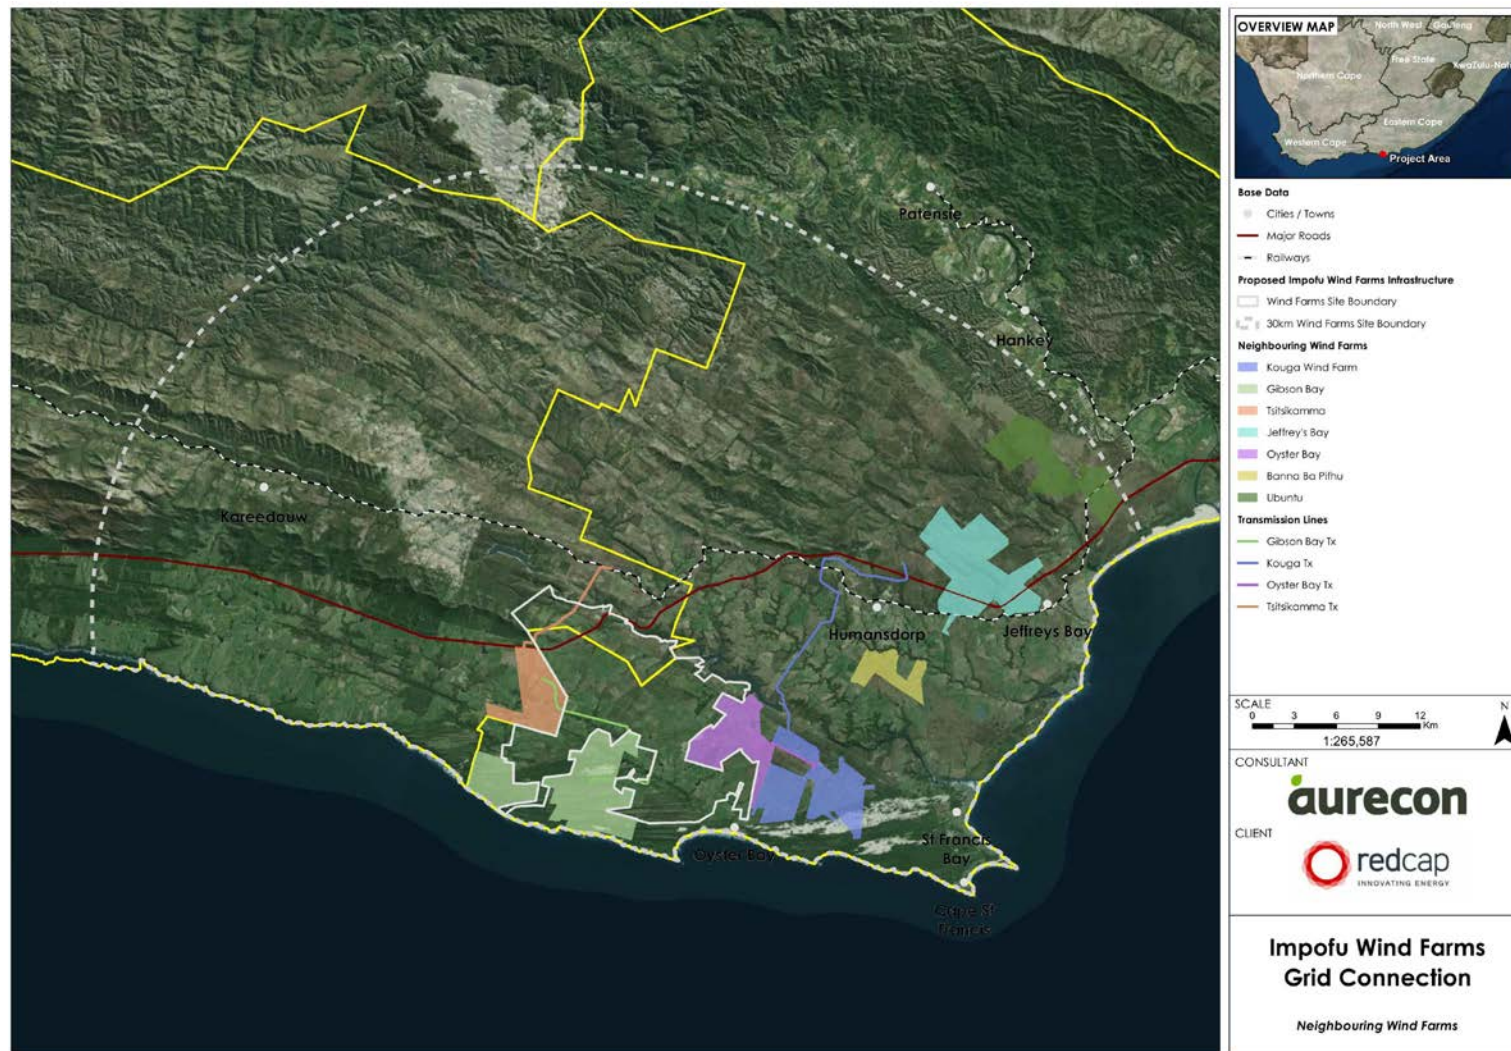 Patensie
Hankey
Kareedouw
Humansdorp
Jeffreys Bay
Oyster Bay
St Francis
Bay
Cape St
Francis
OVERVIEW MAP
North West
Gauteng
Free State
KwaZulu-Nata
Northern Cape
Eastern Cape
Western Cape
Project Area
Base Data
Cities / Towns
Major Roads
Railways
Proposed Impofu Wind Farms Infrastructure
Wind Farms Site Boundary
30km Wind Farms Site Boundary
Neighbouring Wind Farms
Kouga Wind Farm
Gibson Bay
Tsitsikamma
Jeffrey's Bay
Oyster Bay
Banna Ba Pifhu
Ubuntu
Transmission Lines
Gibson Bay Tx
Kouga Tx
Oyster Bay Tx
Tsitsikamma Tx
SCALE
0 3 6 9 12
Km
1:265,587
N
CONSULTANT
aurecon
CLIENT
redcap
INNOVATING ENERGY
Impofu Wind Farms
Grid Connection
Neighbouring Wind Farms